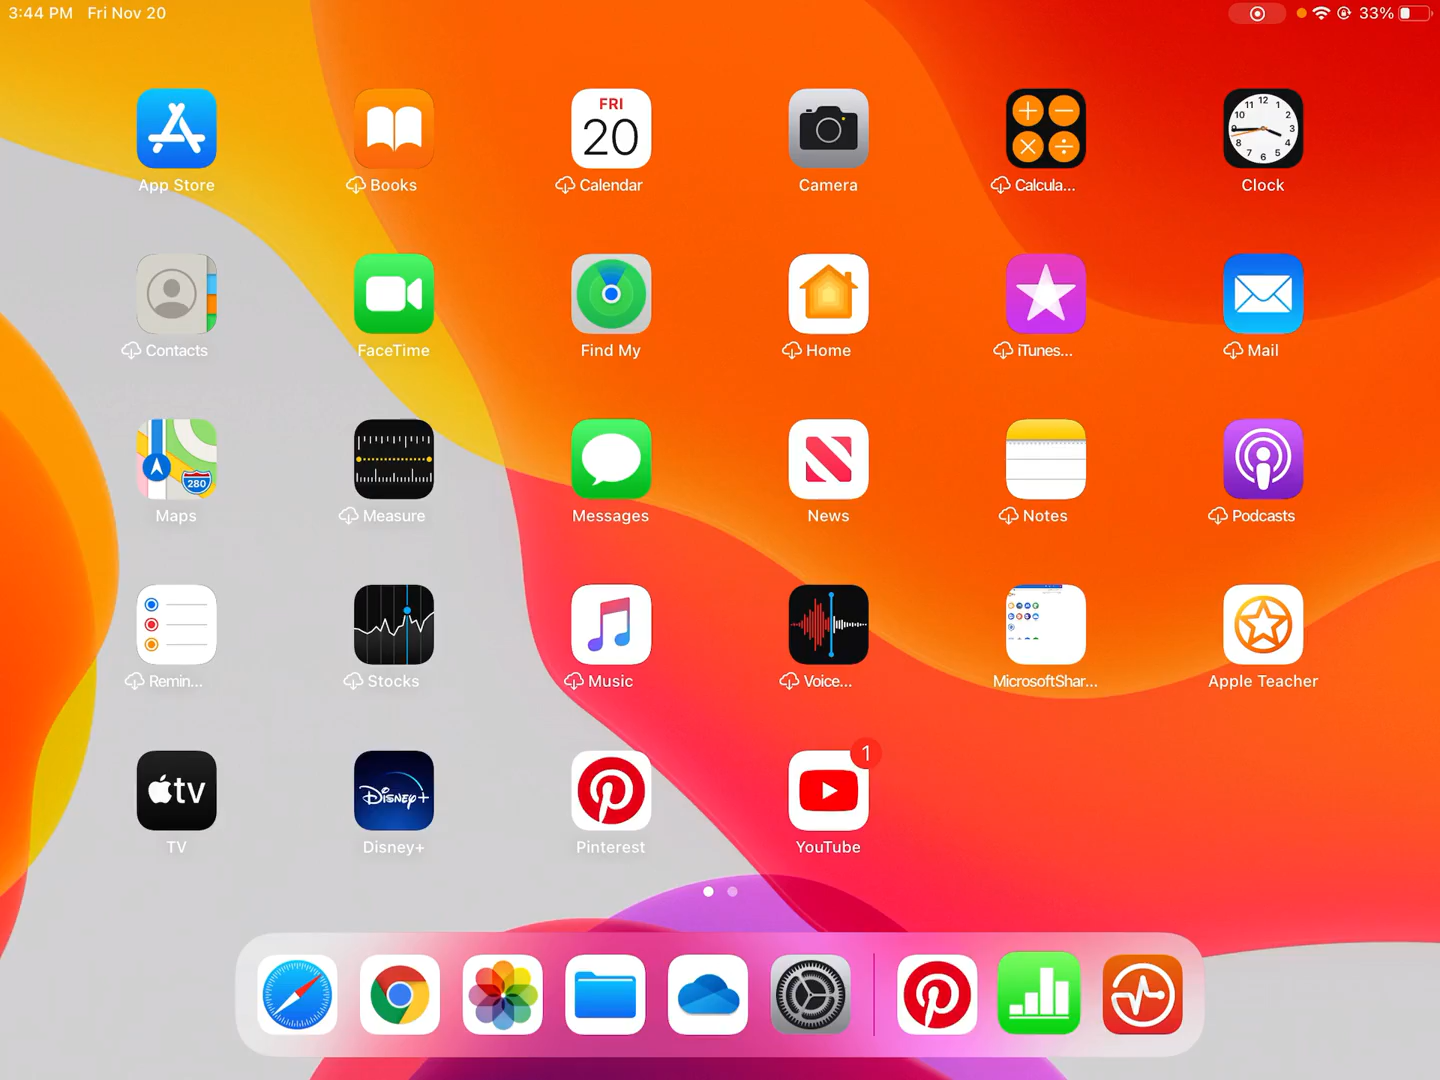 3:44 PM Fri Nov 20
33%
FRI
20
App Store
Books
Calendar
Camera
Calcula...
Clock
Contacts
FaceTime
Find My
Home
iTunes...
Mail
280
Maps
Measure
Messages
News
Notes
Podcasts
Remin...
Stocks
Music
Voice...
MicrosoftShar...
Apple Teacher
tv
Disney+
1
TV
Disney+
Pinterest
YouTube